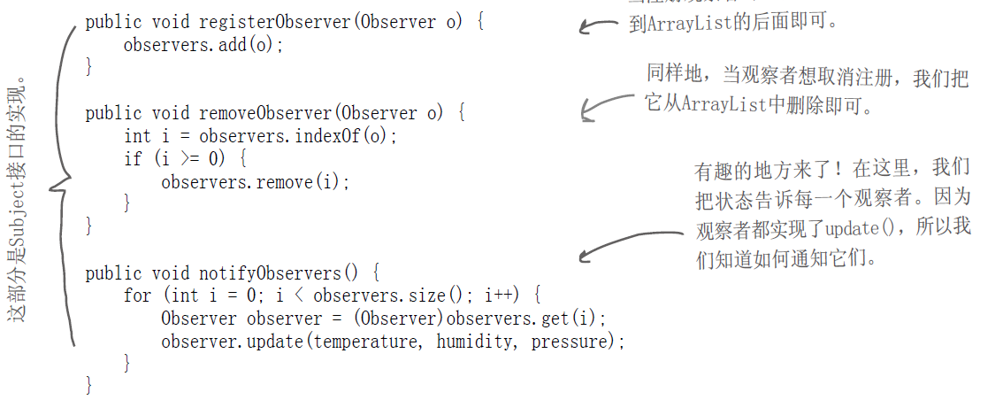 public void registerObserver(Observer o) {
observers.add(o);
}
到ArrayList的后面即可。
public void removeObserver(Observer o) {
int i = observers.indexOf(o);
if (i >= 0) {
observers.remove(i);
}
}
同样地，当观察者想取消注册，我们把
它从ArrayList中删除即可。
public void notifyObservers() {
for (int i = 0; i < observers.size(); i++) {
Observer observer = (Observer)observers.get(i);
observer.update(temperature, humidity, pressure);
}
}
有趣的地方来了！在这里，我们
把状态告诉每一个观察者。因为
观察者都实现了update()，所以我
们知道如何通知它们。
这部分是Subject接口的实现。